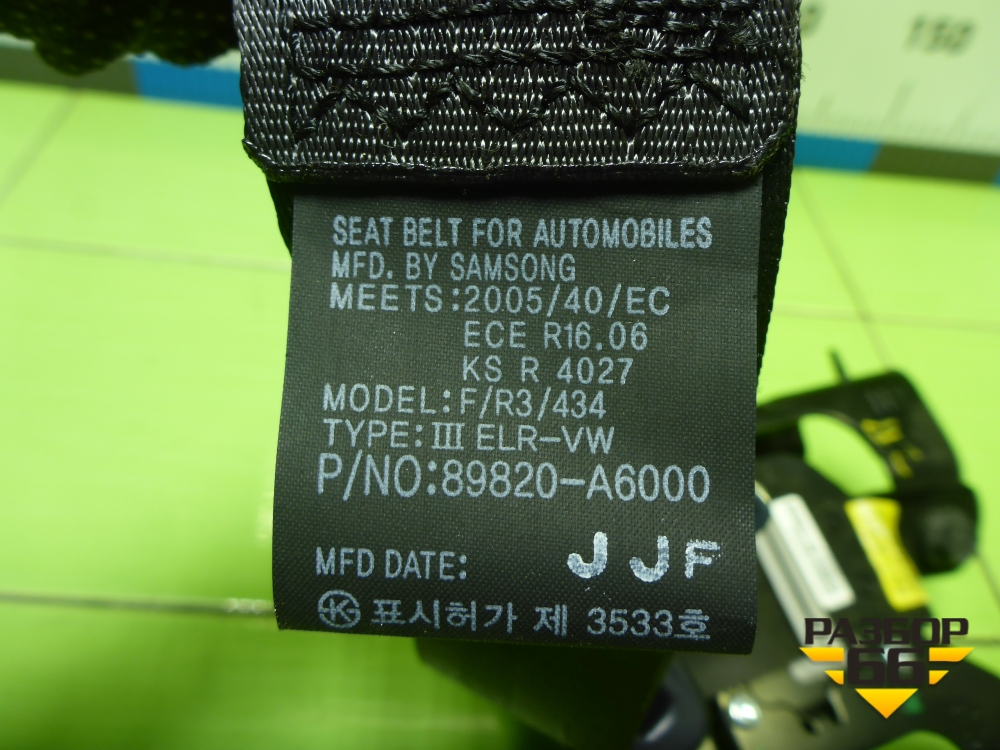 150
SEAT BELT FOR AUTOMOBILES
MFD. BY SAMSONG
MEETS:2005/40/EC
ECE R16.06
KS R 4027
MODEL:F/R3/434
TYPE:III ELR-VW
P/NO:89820-A6000
MFD DATE: JJF
표시허가 제 3533호
РАЗБОР
66